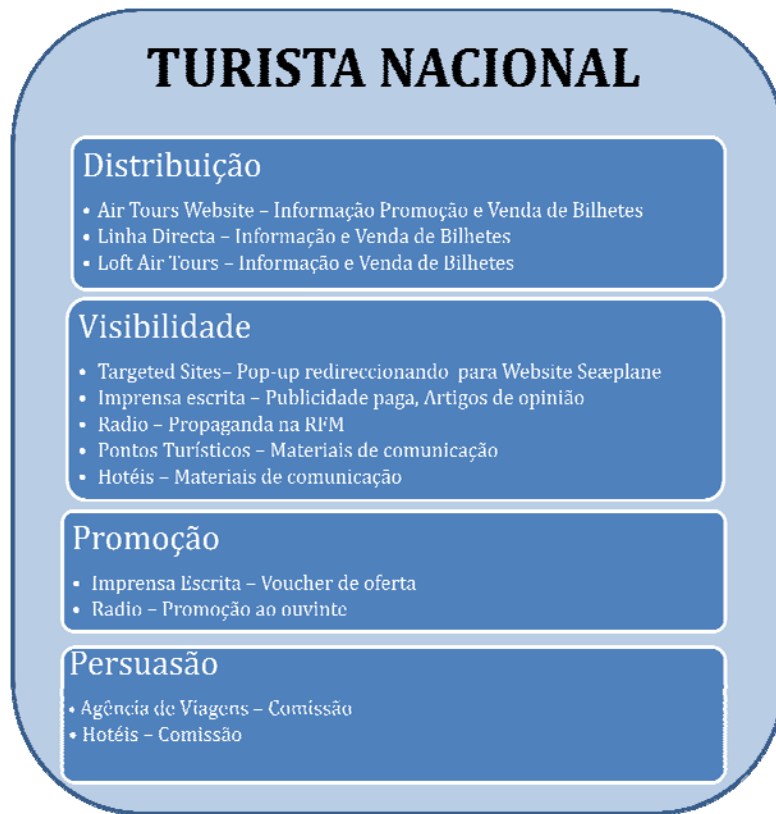 TURISTA NACIONAL
Distribuição
• Air Tours Website – Informação Promoção e Venda de Bilhetes
• Linha Directa – Informação e Venda de Bilhetes
• Loft Air Tours – Informação e Venda de Bilhetes
Visibilidade
• Targeted Sites– Pop-up redireccionando para Website Seæplane
• Imprensa escrita – Publicidade paga, Artigos de opinião
• Radio – Propaganda na RFM
• Pontos Turísticos – Materiais de comunicação
• Hotéis – Materiais de comunicação
Promoção
• Imprensa Escrita – Voucher de oferta
• Radio – Promoção ao ouvinte
Persuasão
• Agência de Viagens – Comissão
• Hotéis – Comissão